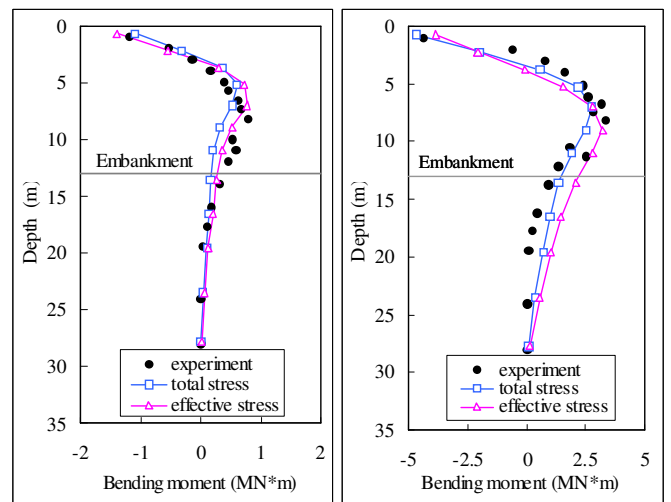 0
5
10
15
20
25
30
35
Depth (m)
Embankment
experiment
total stress
effective stress
-2
-1
0
1
2
Bending moment (MN*m)
0
5
10
15
20
25
30
35
Depth (m)
Embankment
experiment
total stress
effective stress
-5
-2.5
0
2.5
5
Bending moment (MN*m)